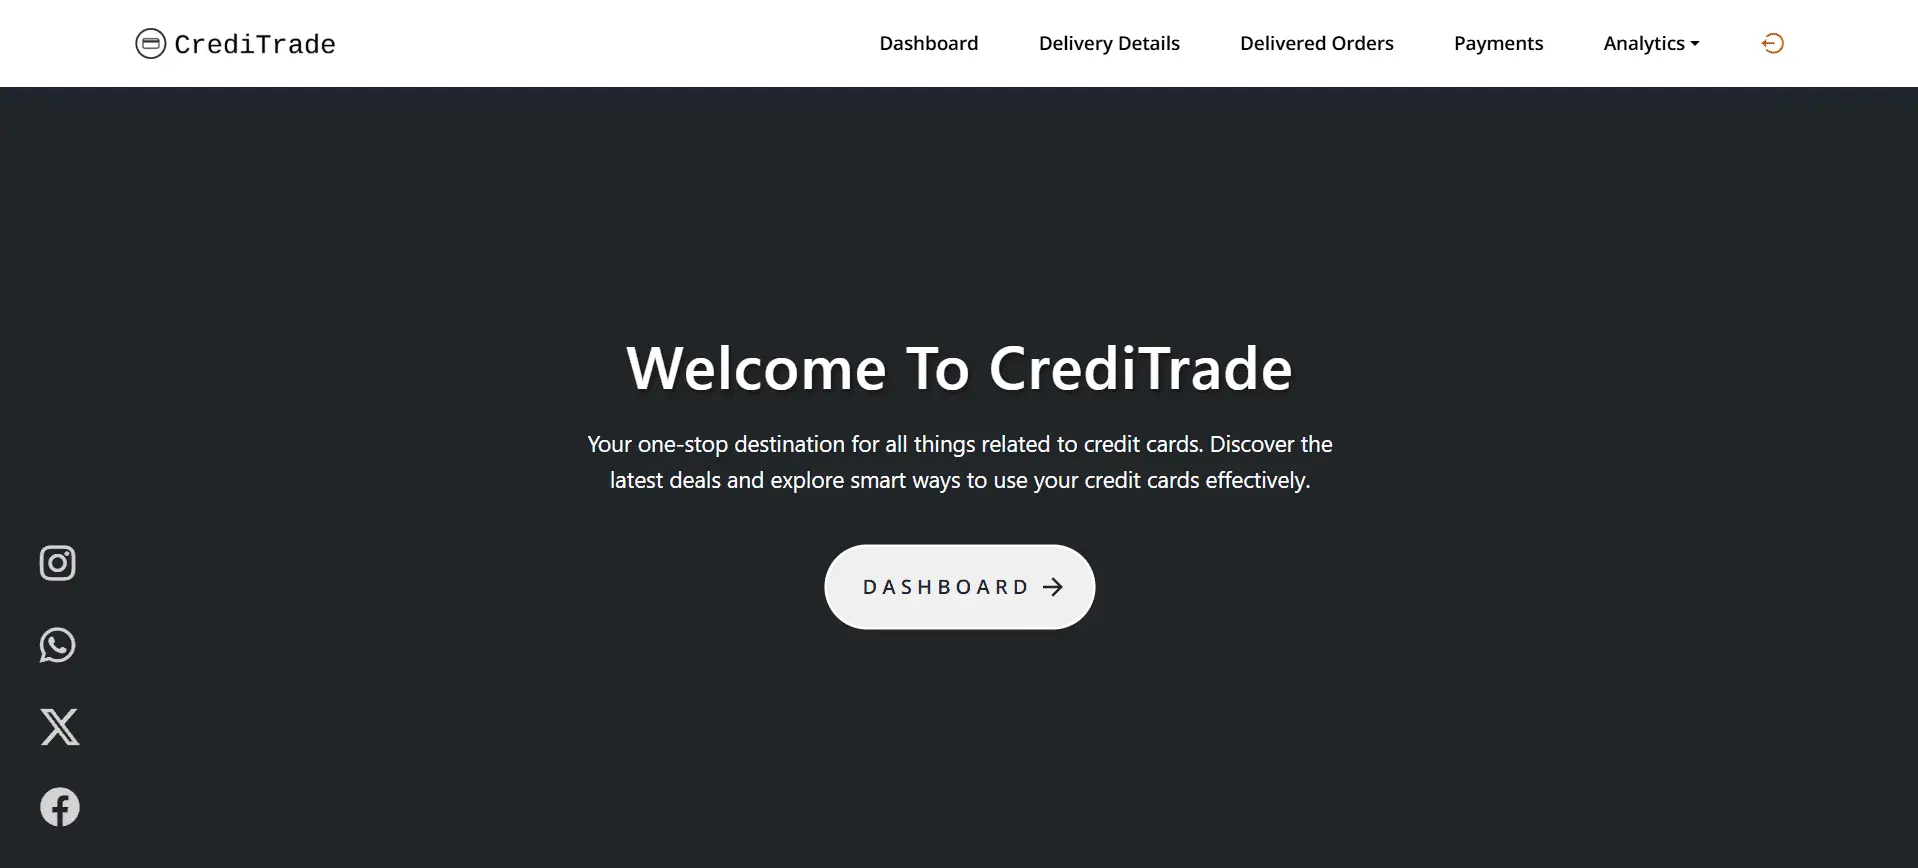 CrediTrade
Dashboard
Delivery Details
Delivered Orders
Payments
Analytics
Welcome To CrediTrade
Your one-stop destination for all things related to credit cards. Discover the
latest deals and explore smart ways to use your credit cards effectively.
DASHBOARD